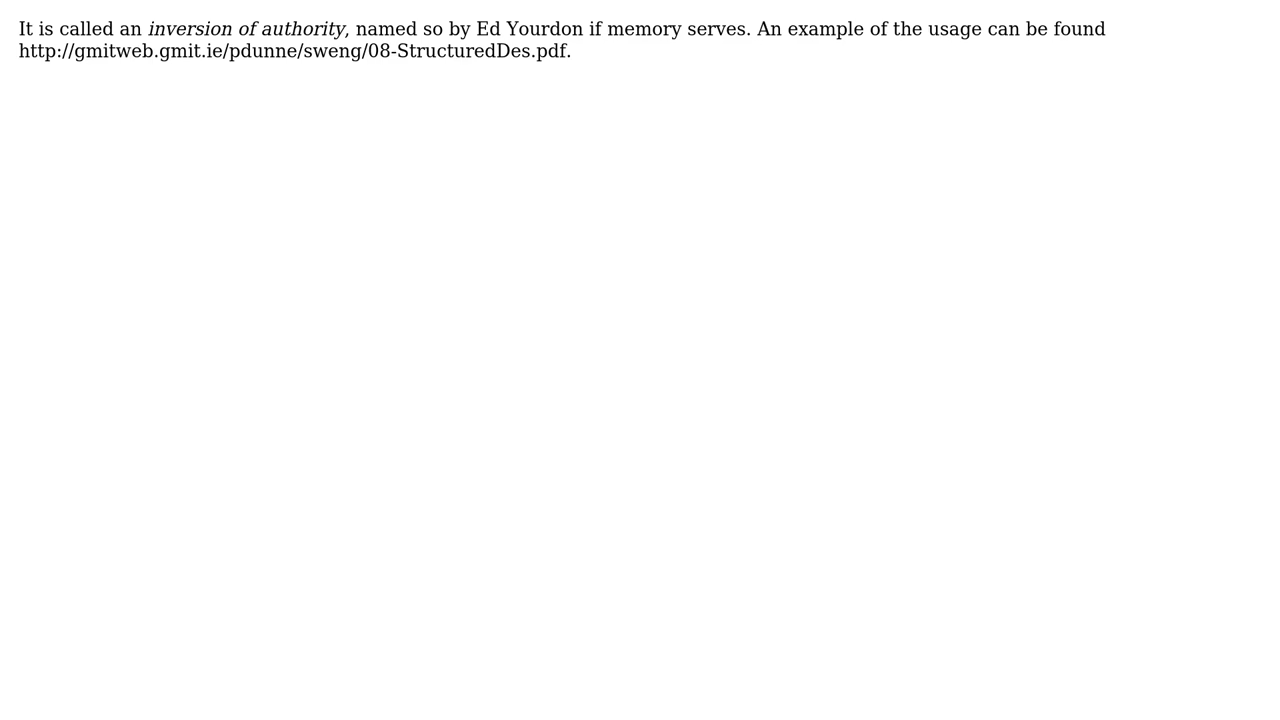 It is called an inversion of authority, named so by Ed Yourdon if memory serves. An example of the usage can be found
http://gmitweb.gmit.ie/pdunne/sweng/08-StructuredDes.pdf.